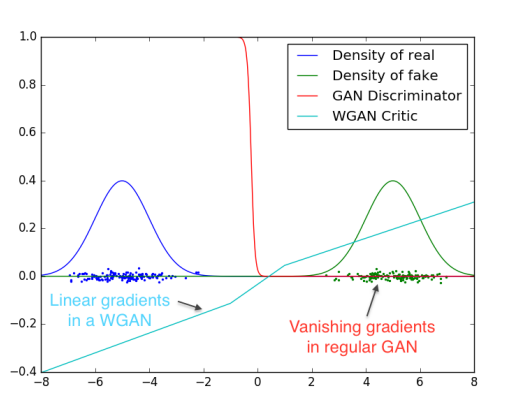 1.0
0.8
0.6
0.4
0.2
0.0
−0.2
−0.4
−8
−6
−4
−2
0
2
4
6
8
Density of real
Density of fake
GAN Discriminator
WGAN Critic
Linear gradients
in a WGAN
Vanishing gradients
in regular GAN